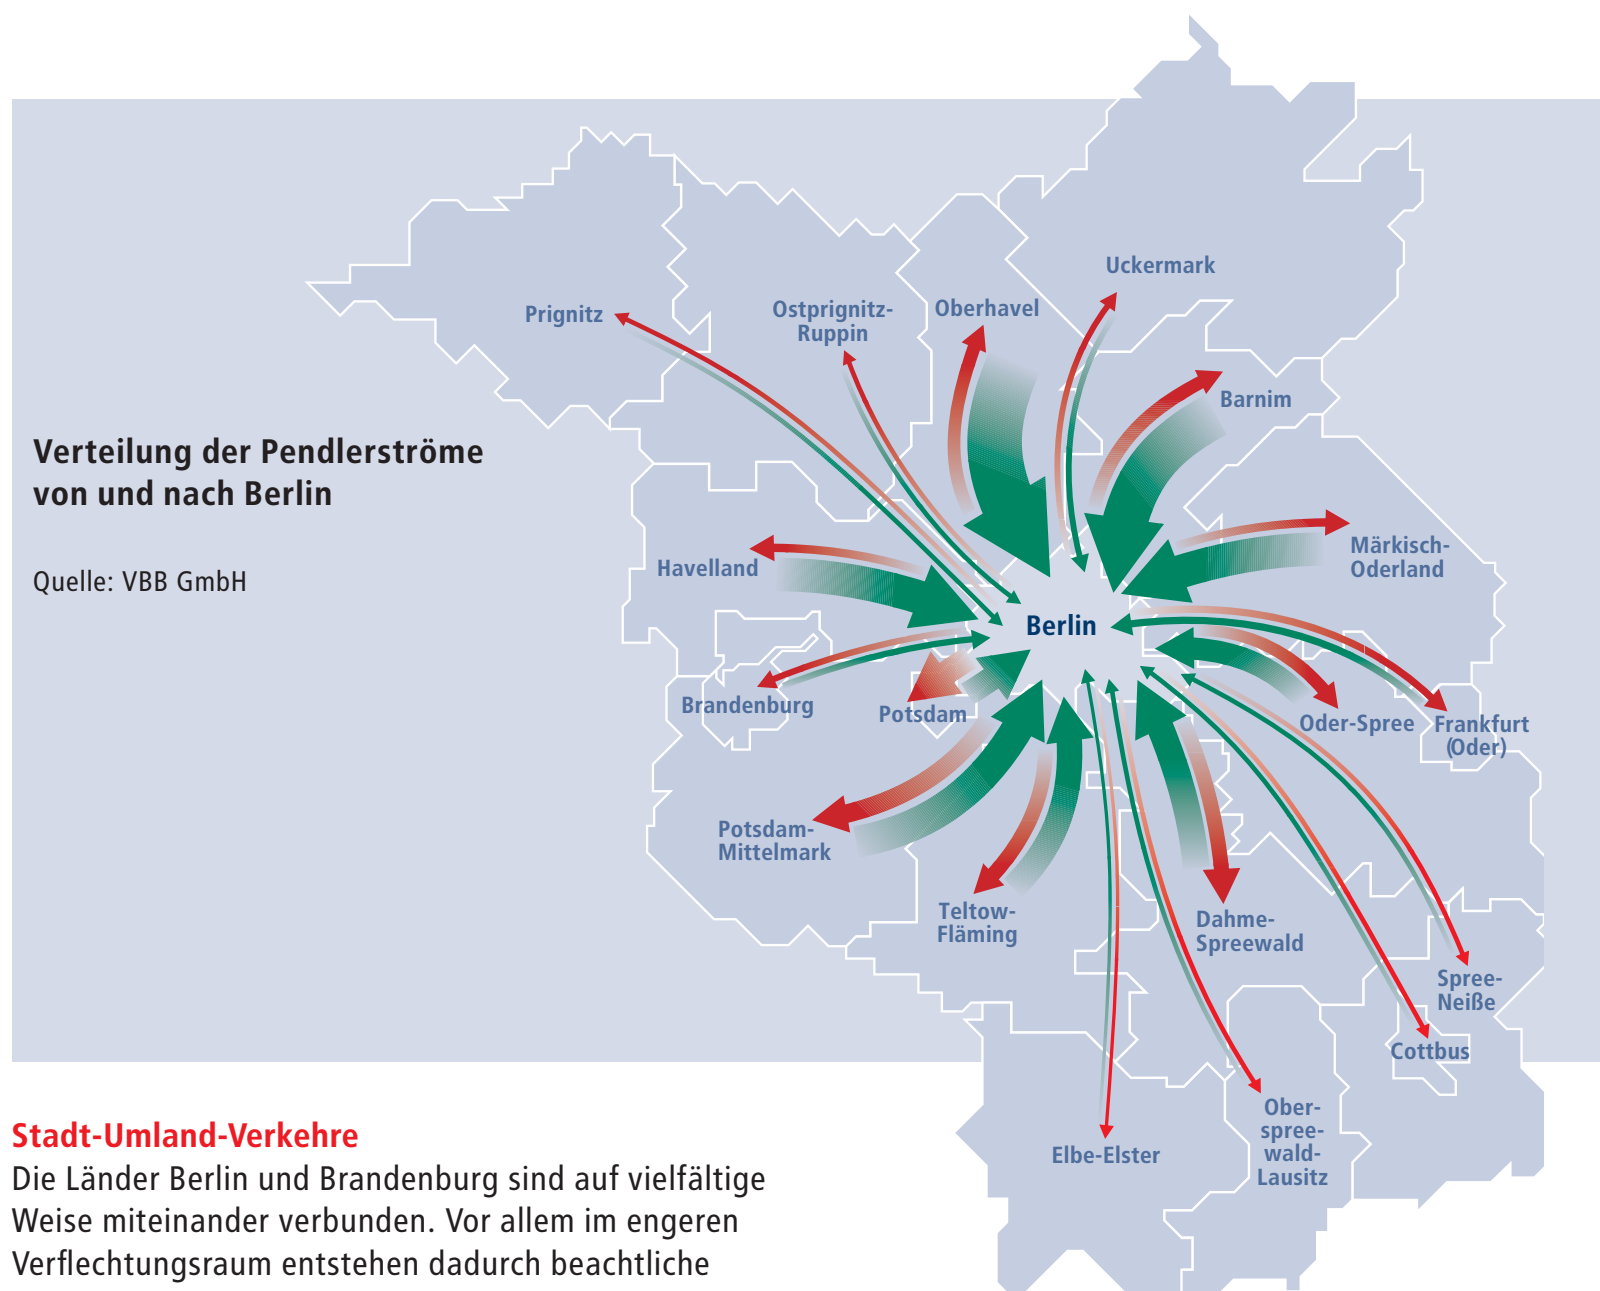 Uckermark
Prignitz
Ostprignitz-
Ruppin
Oberhavel
Barnim
Verteilung der Pendlerströme
von und nach Berlin
Quelle: VBB GmbH
Havelland
Märkisch-
Oderland
Berlin
Brandenburg
Potsdam
Oder-Spree
Frankfurt
(Oder)
Potsdam-
Mittelmark
Teltow-
Fläming
Dahme-
Spreewald
Spree-
Neiße
Cottbus
Ober-
spree-
wald-
Lausitz
Elbe-Elster
Stadt-Umland-Verkehre
Die Länder Berlin und Brandenburg sind auf vielfältige
Weise miteinander verbunden. Vor allem im engeren
Verflechtungsraum entstehen dadurch beachtliche